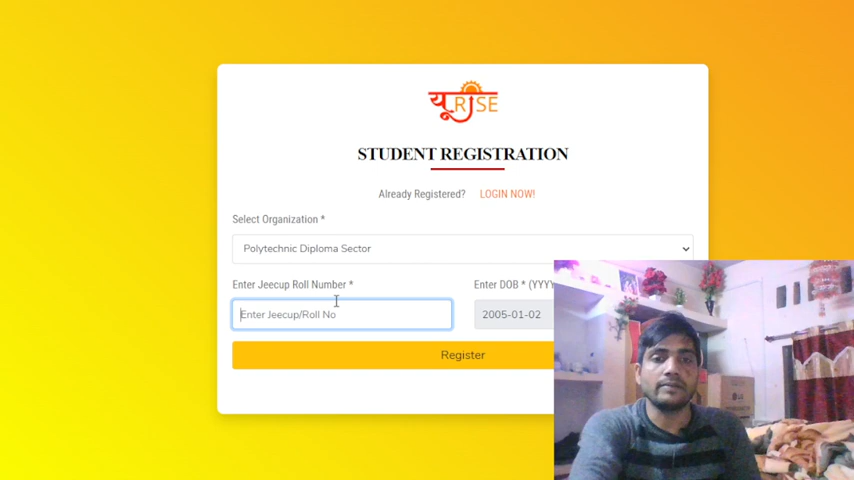 यू RISE
STUDENT REGISTRATION
Already Registered? LOGIN NOW!
Select Organization *
Polytechnic Diploma Sector
Enter Jeecup Roll Number * Enter DOB * (YYYY
Enter Jeecup/Roll No 2005-01-02
Register